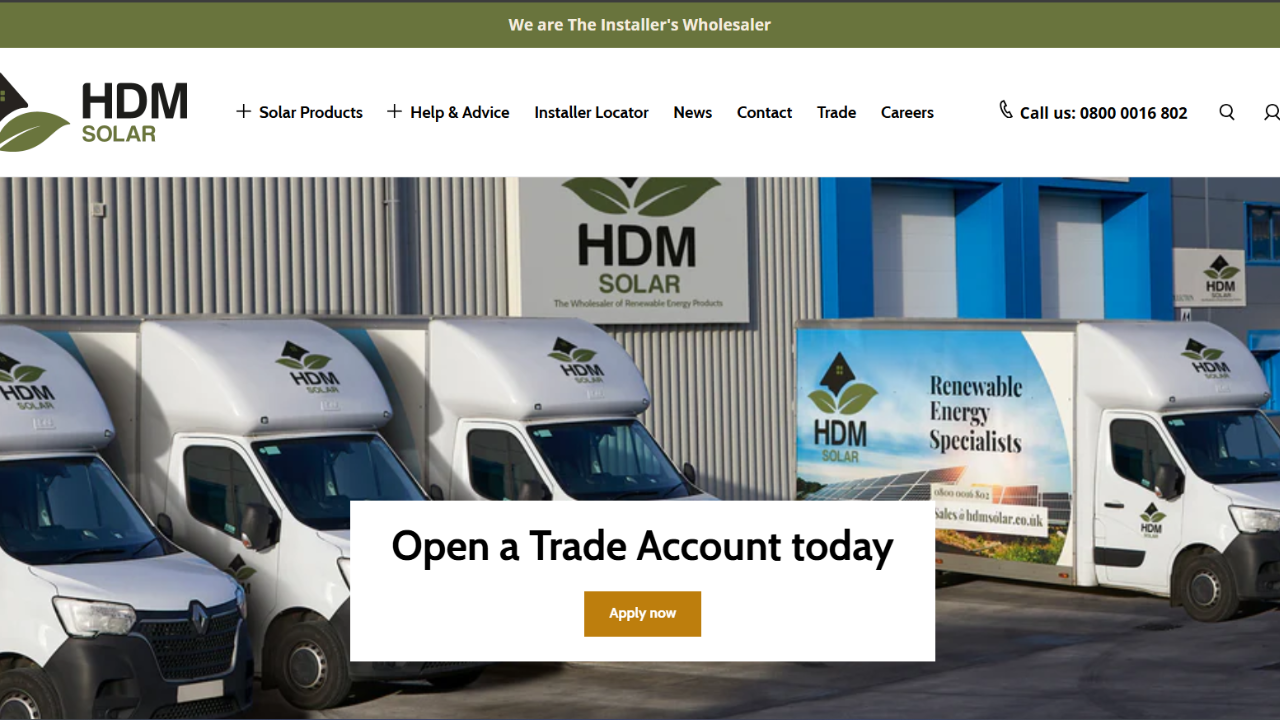 We are The Installer's Wholesaler
HDM
SOLAR
Solar Products
Help & Advice
Installer Locator
News
Contact
Trade
Careers
Call us: 0800 0016 802
HDM
SOLAR
The Wholesaler of Renewable Energy Products
HDM
SOLAR
HDM
SOLAR
HDM
SOLAR
HDM
SOLAR
HDM
SOLAR
Renewable
Energy
Specialists
0800 0016 802
Sales@hdmsolar.co.uk
HDM
SOLAR
HDM
SOLAR
Open a Trade Account today
Apply now